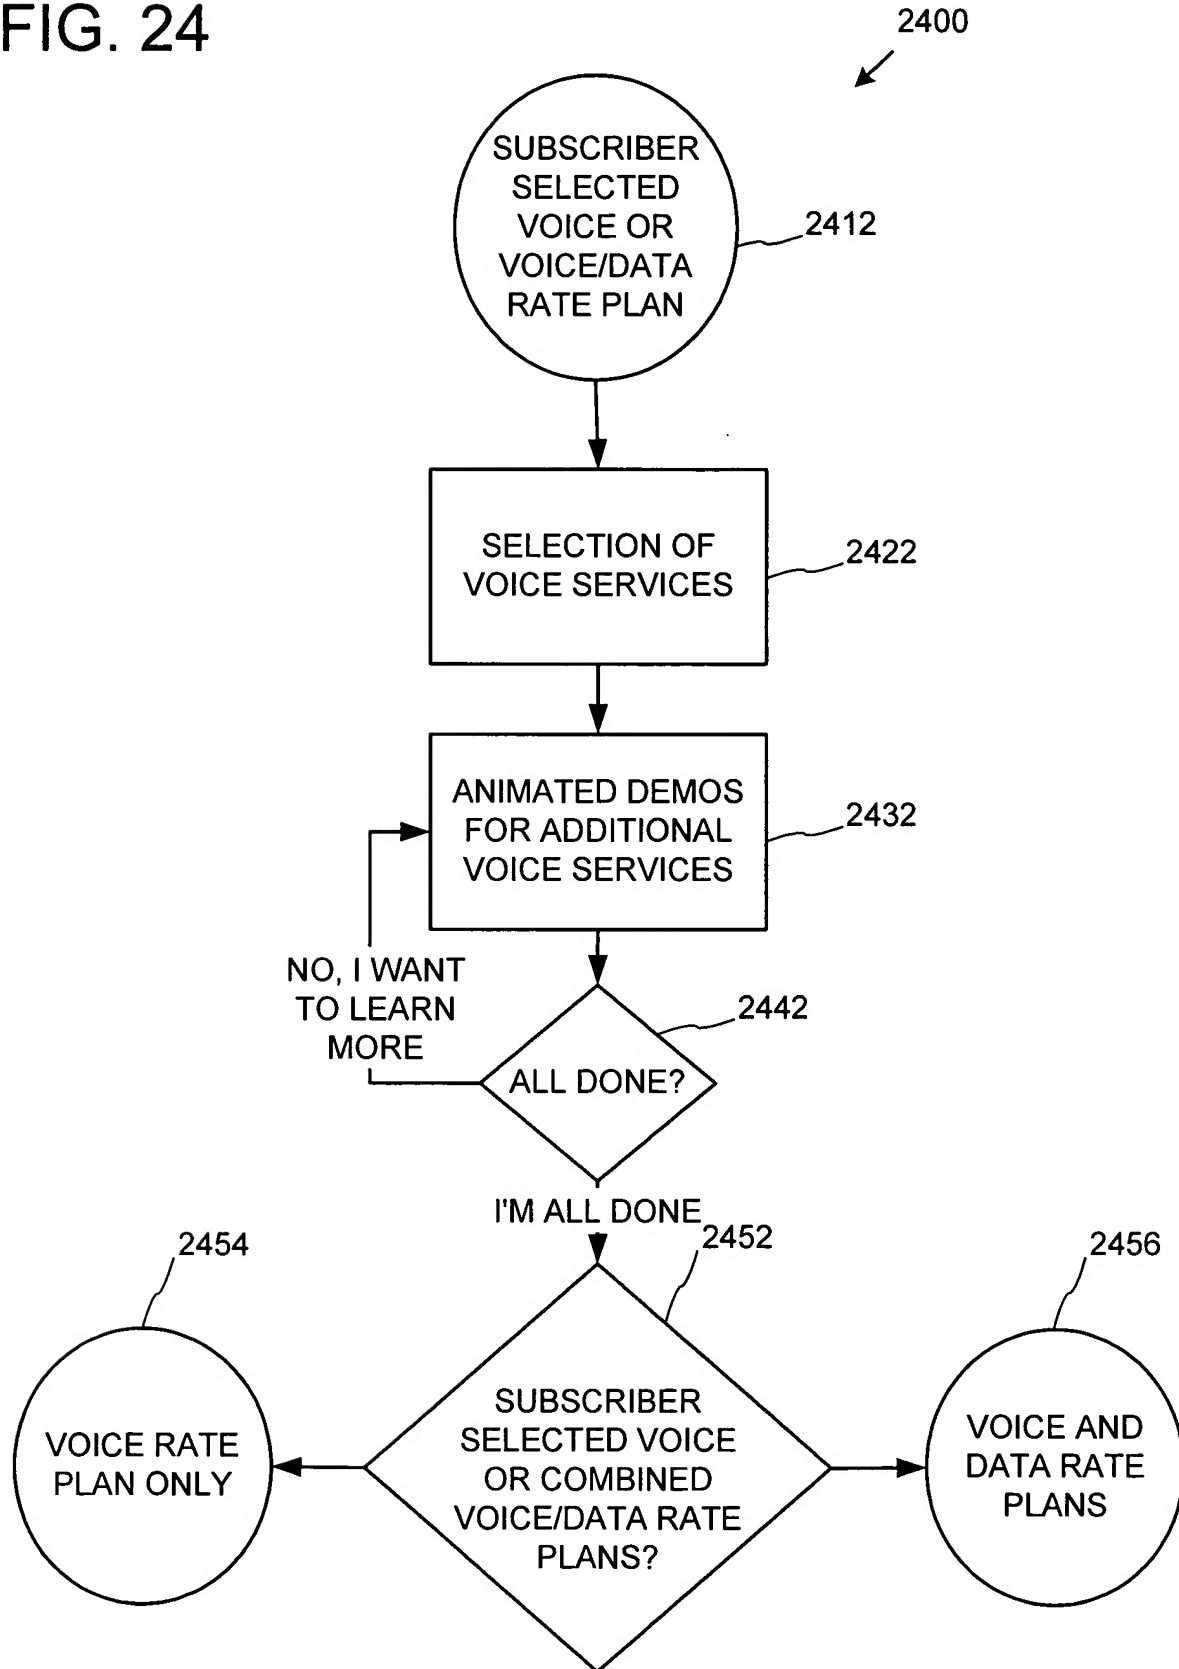 FIG. 24
2400
SUBSCRIBER
SELECTED
VOICE OR
VOICE/DATA
RATE PLAN
2412
SELECTION OF
VOICE SERVICES
2422
ANIMATED DEMOS
FOR ADDITIONAL
VOICE SERVICES
2432
NO, I WANT
TO LEARN
MORE
2442
ALL DONE?
I'M ALL DONE
2452
2454
2456
VOICE RATE
PLAN ONLY
SUBSCRIBER
SELECTED VOICE
OR COMBINED
VOICE/DATA RATE
PLANS?
VOICE AND
DATA RATE
PLANS